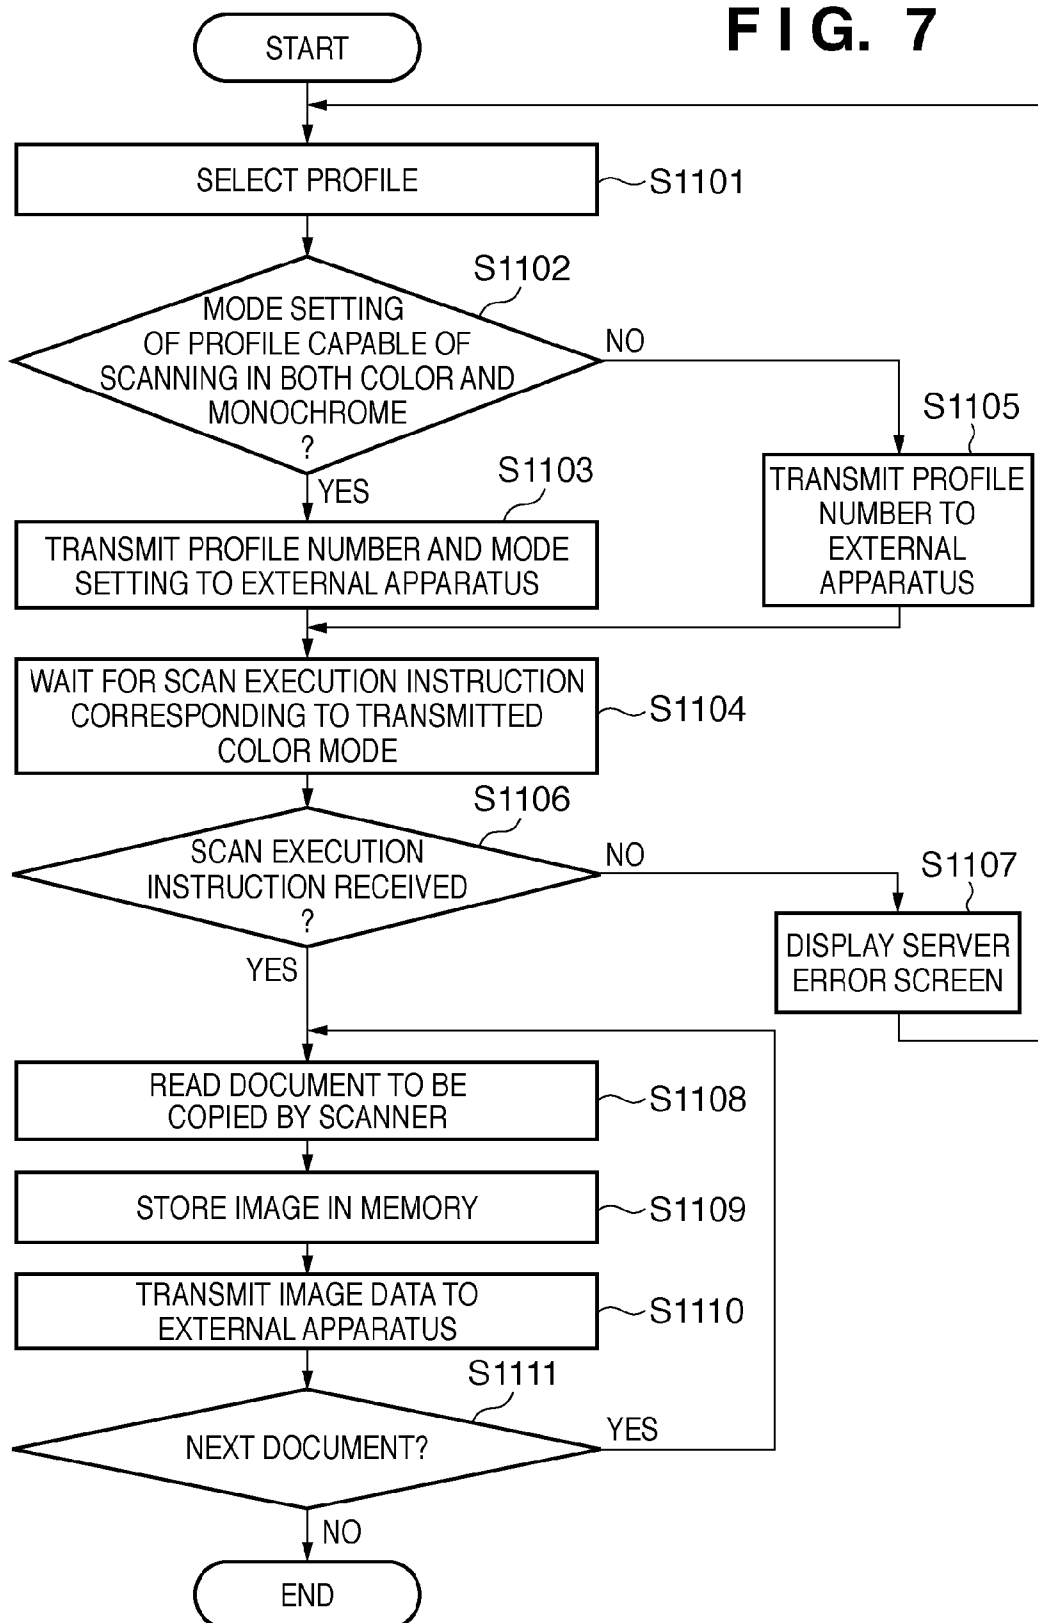 FIG. 7
START
SELECT PROFILE
S1101
S1102
MODE SETTING
OF PROFILE CAPABLE OF
SCANNING IN BOTH COLOR AND
MONOCHROME
?
NO
YES
S1105
TRANSMIT PROFILE
NUMBER TO
EXTERNAL
APPARATUS
S1103
TRANSMIT PROFILE NUMBER AND MODE
SETTING TO EXTERNAL APPARATUS
WAIT FOR SCAN EXECUTION INSTRUCTION
CORRESPONDING TO TRANSMITTED
COLOR MODE
S1104
S1106
SCAN EXECUTION
INSTRUCTION RECEIVED
?
NO
YES
S1107
DISPLAY SERVER
ERROR SCREEN
READ DOCUMENT TO BE
COPIED BY SCANNER
S1108
STORE IMAGE IN MEMORY
S1109
TRANSMIT IMAGE DATA TO
EXTERNAL APPARATUS
S1110
S1111
NEXT DOCUMENT?
YES
NO
END